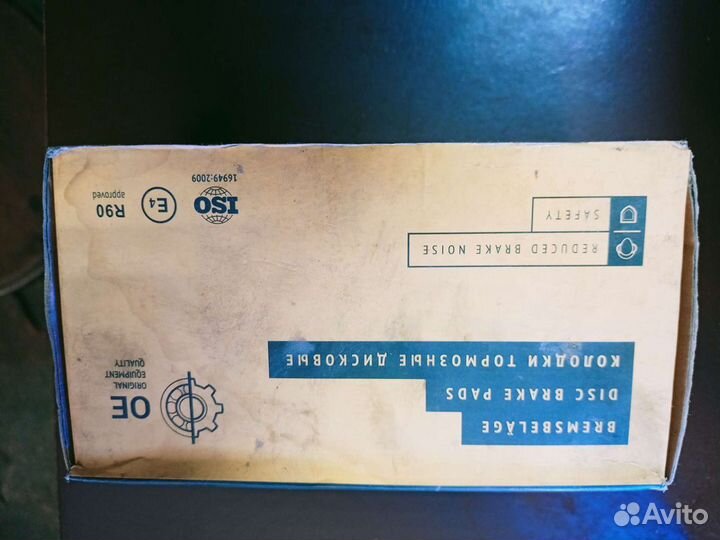 BREMSBELÄGE
DISC BRAKE PADS
КОЛОДКИ ТОРМОЗНЫЕ ДИСКОВЫЕ
OE
ORIGINAL
EQUIPMENT
QUALITY
REDUCED BRAKE NOISE
SAFETY
ISO
16949:2009
E4
R90
approved
Avito